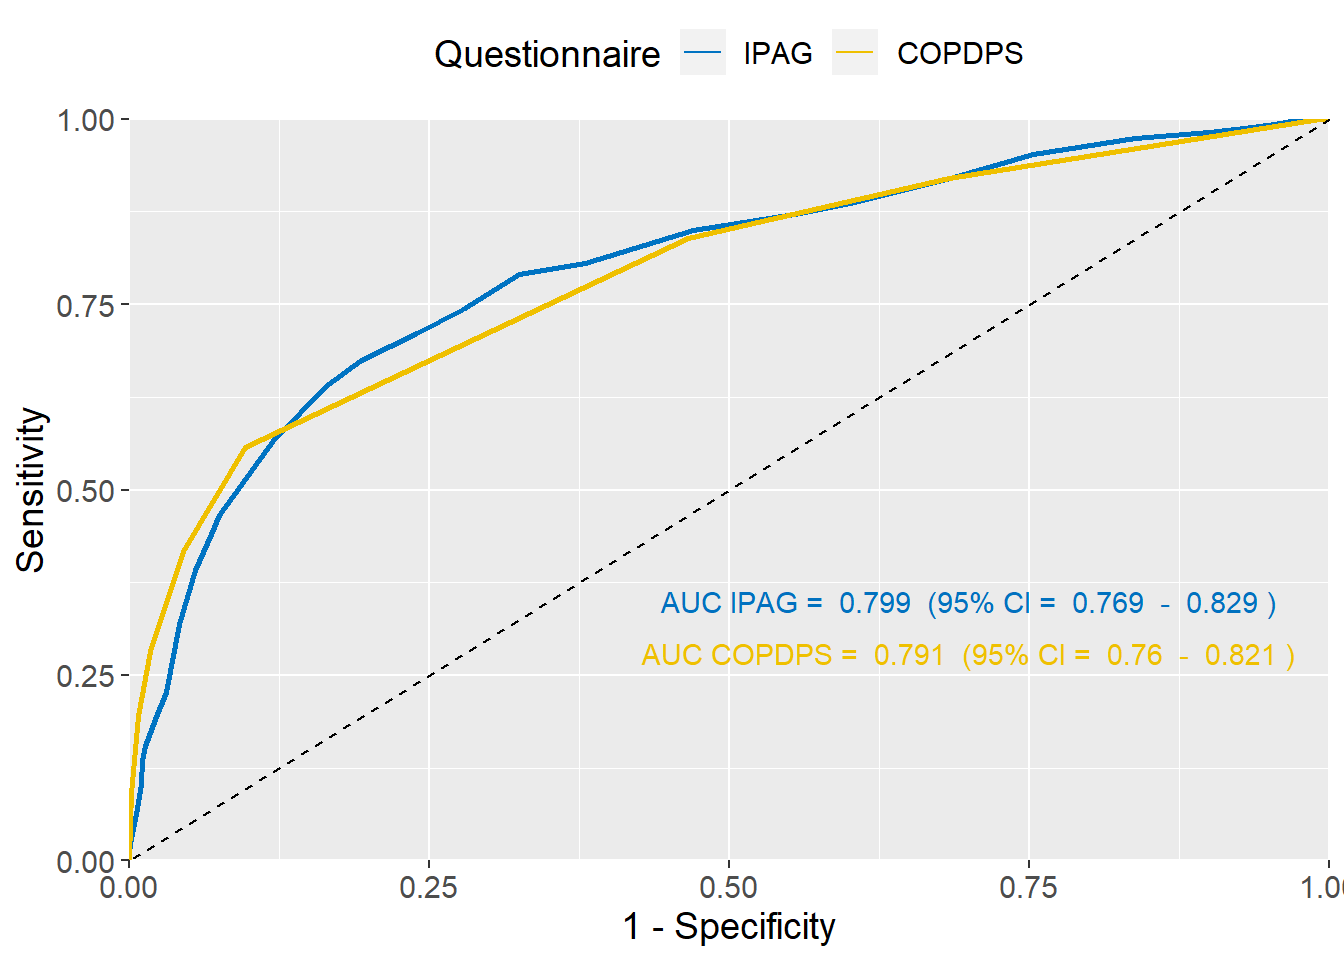 Questionnaire IPAG COPDPS
1.00
0.75
0.50
0.25
0.00
Sensitivity
AUC IPAG = 0.799 (95% CI = 0.769 - 0.829 )
AUC COPDPS = 0.791 (95% CI = 0.76 - 0.821 )
0.00 0.25 0.50 0.75 1.00
1 - Specificity